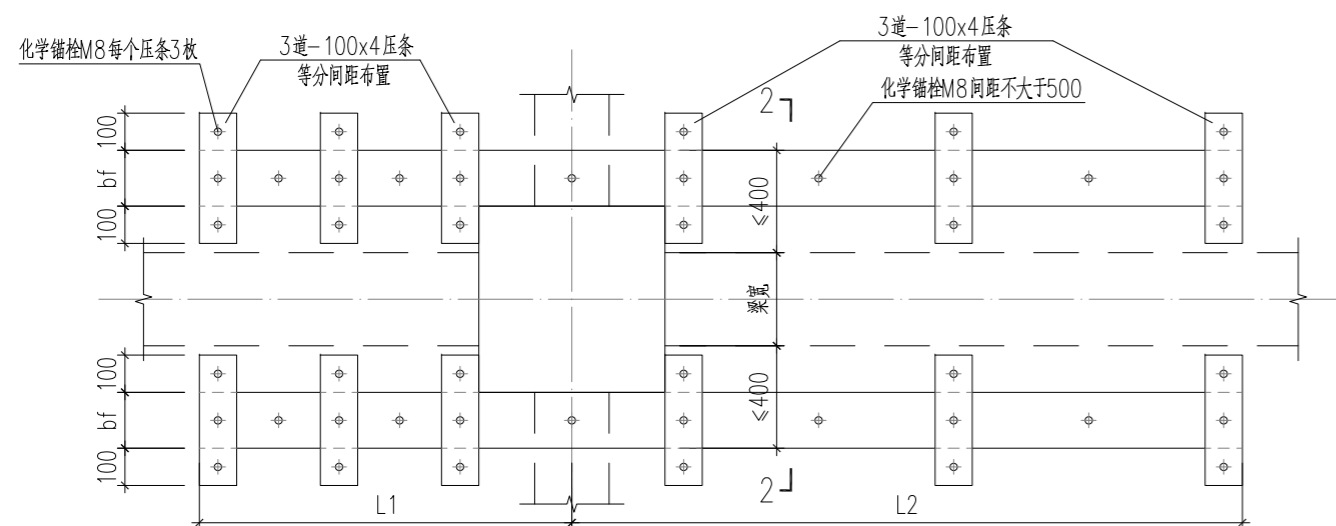 化学锚栓M8每个压条3枚
3道-100x4压条
等分间距布置
3道-100x4压条
等分间距布置
化学锚栓M8间距不大于500
2
100
bf
100
≤400
梁宽
≤400
100
bf
100
2
L1
L2